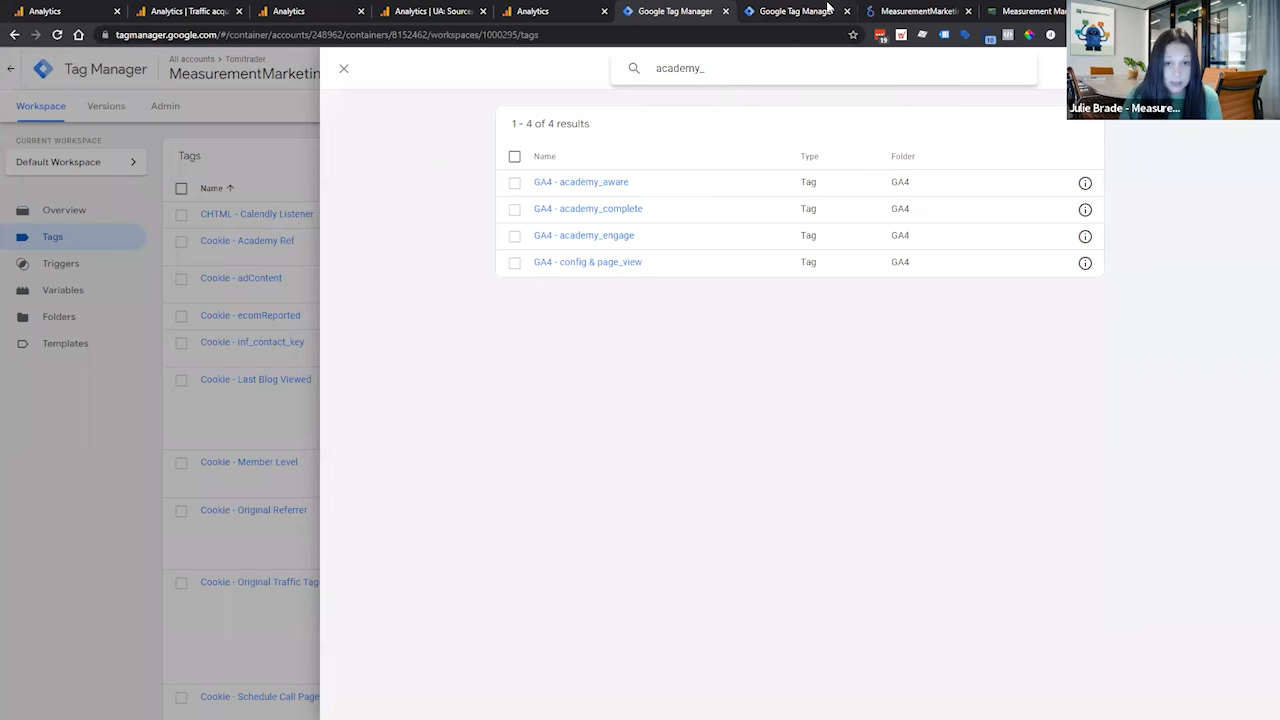 Analytics
Analytics | Traffic acqu
Analytics
Analytics | UA: Source
Analytics
Google Tag Manager
Google Tag Manager
MeasurementMarketi
Measurement Mar
tagmanager.google.com/#/container/accounts/248962/containers/8152462/workspaces/1000295/tags
19
10
Tag Manager
All accounts > Tomitrader
MeasurementMarketin
academy_
Julie Brade - Measure...
Workspace
Versions
Admin
CURRENT WORKSPACE
Default Workspace
Overview
Tags
Triggers
Variables
Folders
Templates
Tags
Name
CHTML - Calendly Listener
Cookie - Academy Ref
Cookie - adContent
Cookie - ecomReported
Cookie - inf_contact_key
Cookie - Last Blog Viewed
Cookie - Member Level
Cookie - Original Referrer
Cookie - Original Traffic Tag
Cookie - Schedule Call Page
1 - 4 of 4 results
Name Type Folder
GA4 - academy_aware Tag GA4
GA4 - academy_complete Tag GA4
GA4 - academy_engage Tag GA4
GA4 - config & page_view Tag GA4